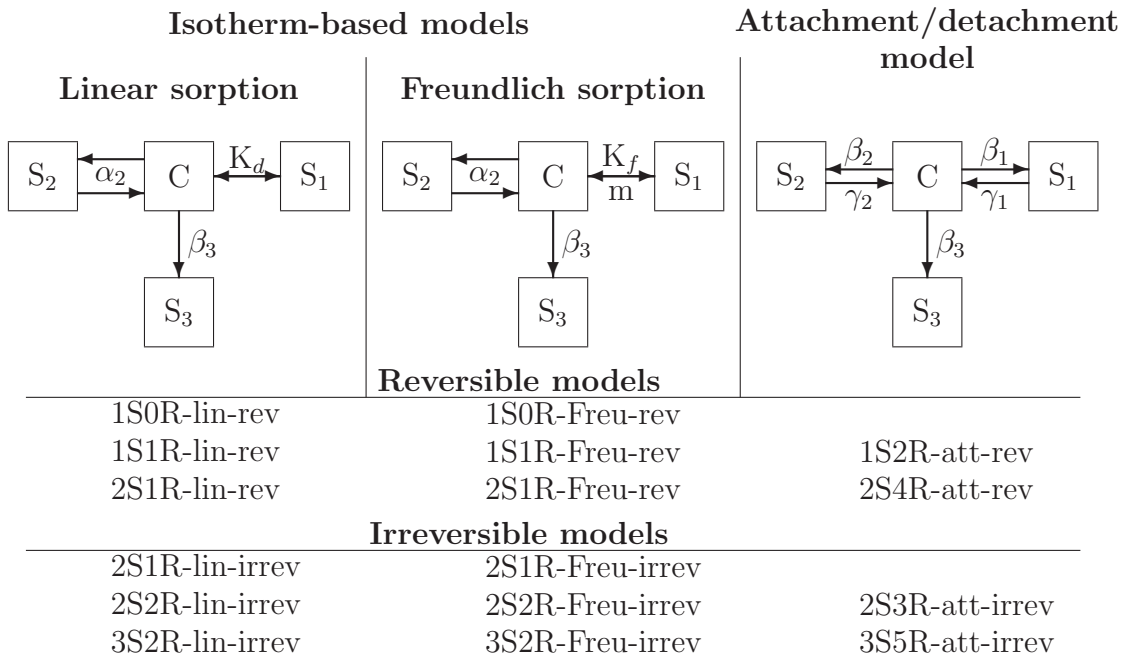 Isotherm-based models
Attachment/detachment
model
Linear sorption
Freundlich sorption
S₂ α₂ C K_d S₁
β₃
S₃
S₂ α₂ C K_f m S₁
β₃
S₃
S₂ β₂ γ₂ C β₁ γ₁ S₁
β₃
S₃
Reversible models
1S0R-lin-rev 1S0R-Freu-rev
1S1R-lin-rev 1S1R-Freu-rev 1S2R-att-rev
2S1R-lin-rev 2S1R-Freu-rev 2S4R-att-rev
Irreversible models
2S1R-lin-irrev 2S1R-Freu-irrev
2S2R-lin-irrev 2S2R-Freu-irrev 2S3R-att-irrev
3S2R-lin-irrev 3S2R-Freu-irrev 3S5R-att-irrev